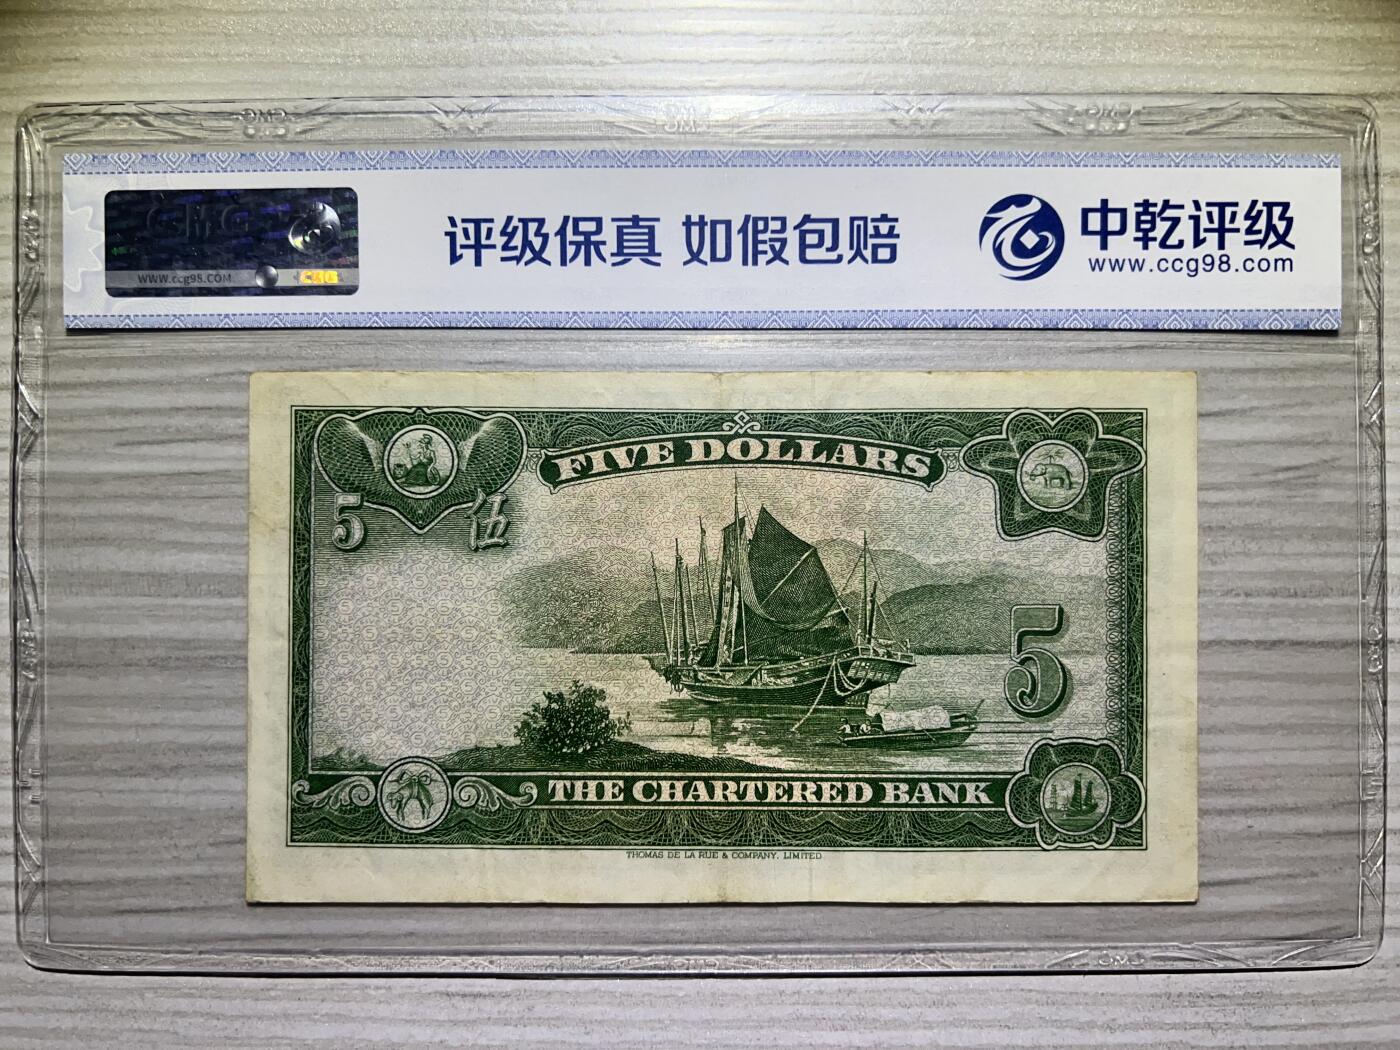 评级保真 如假包赔
中乾评级
www.ccg98.com
WWW.ccg98.COM
FIVE DOLLARS
5 伍
5
THE CHARTERED BANK
THOMAS DE LA RUE & COMPANY, LIMITED